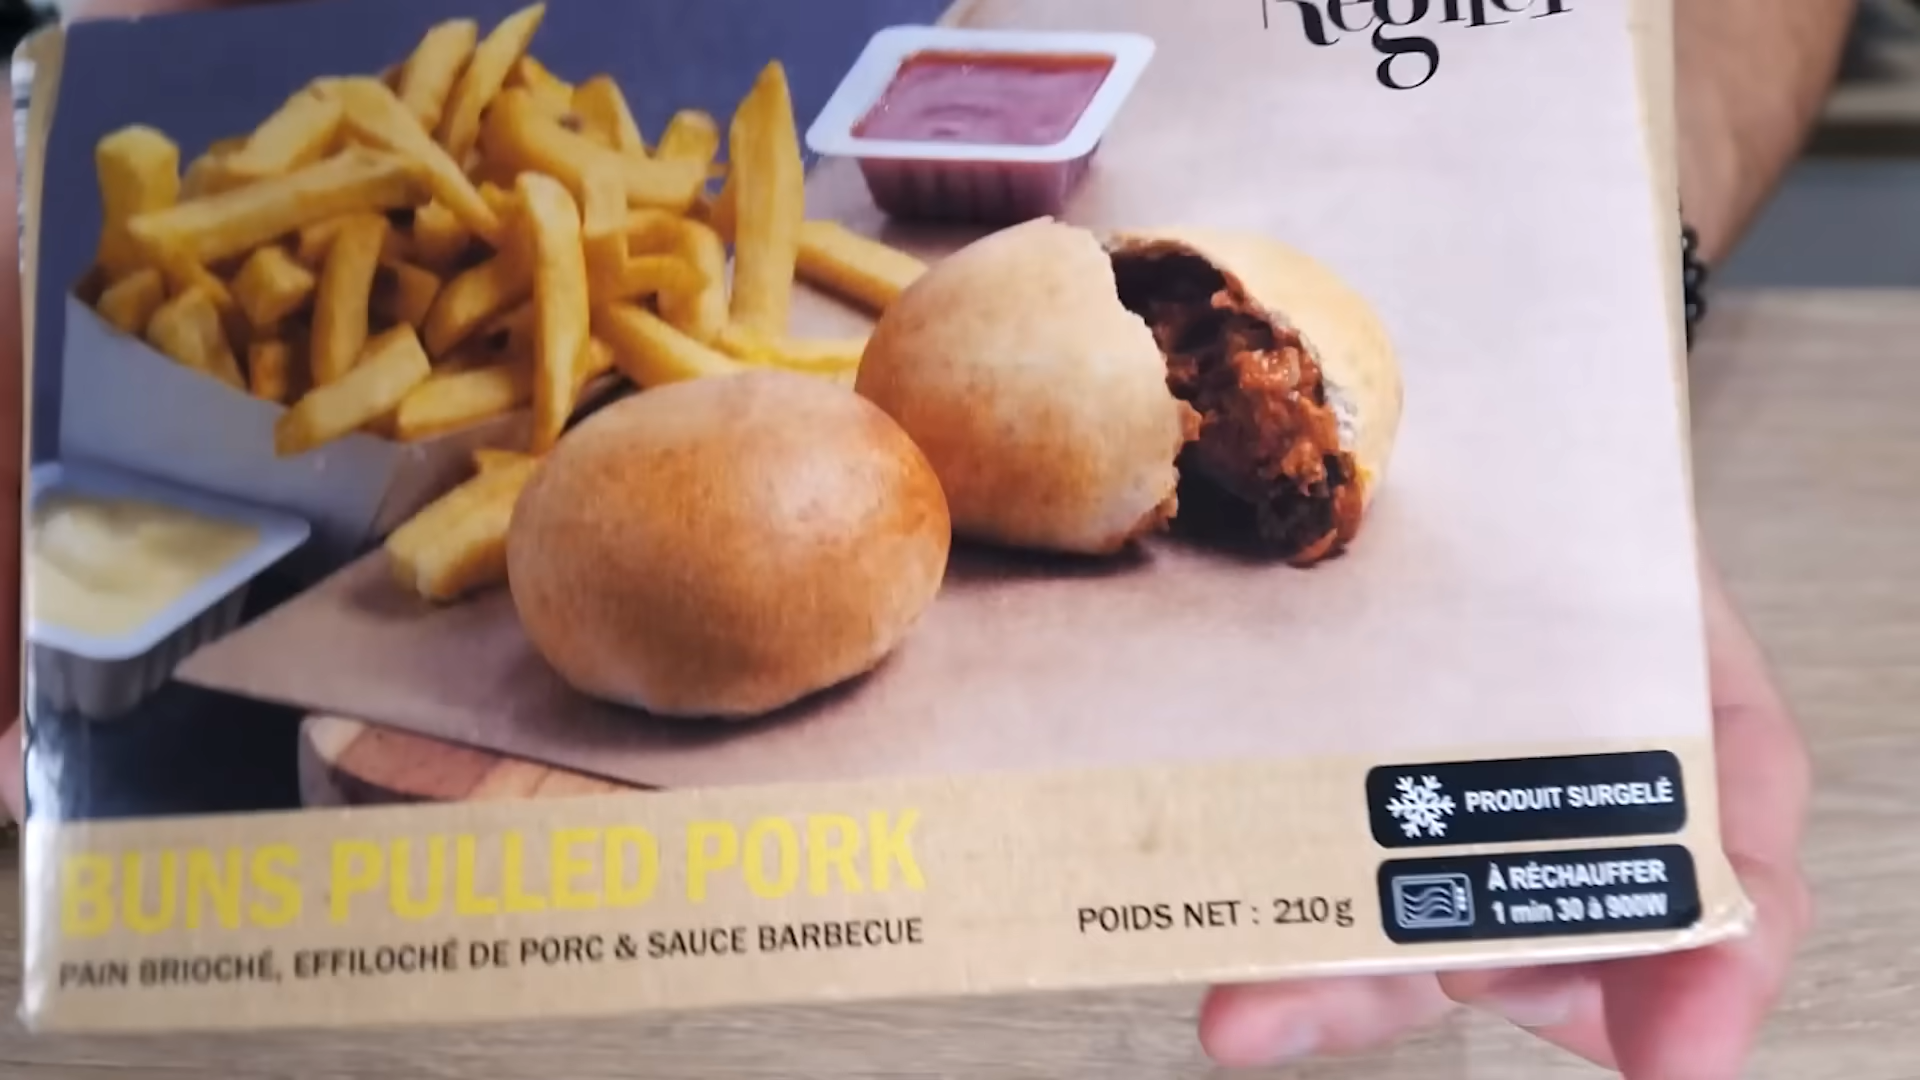 BUNS PULLED PORK
PAIN BRIOCHÉ, EFFILOCHÉ DE PORC & SAUCE BARBECUE
POIDS NET : 210 g
PRODUIT SURGELÉ
À RÉCHAUFFER
1 min 30 à 900W